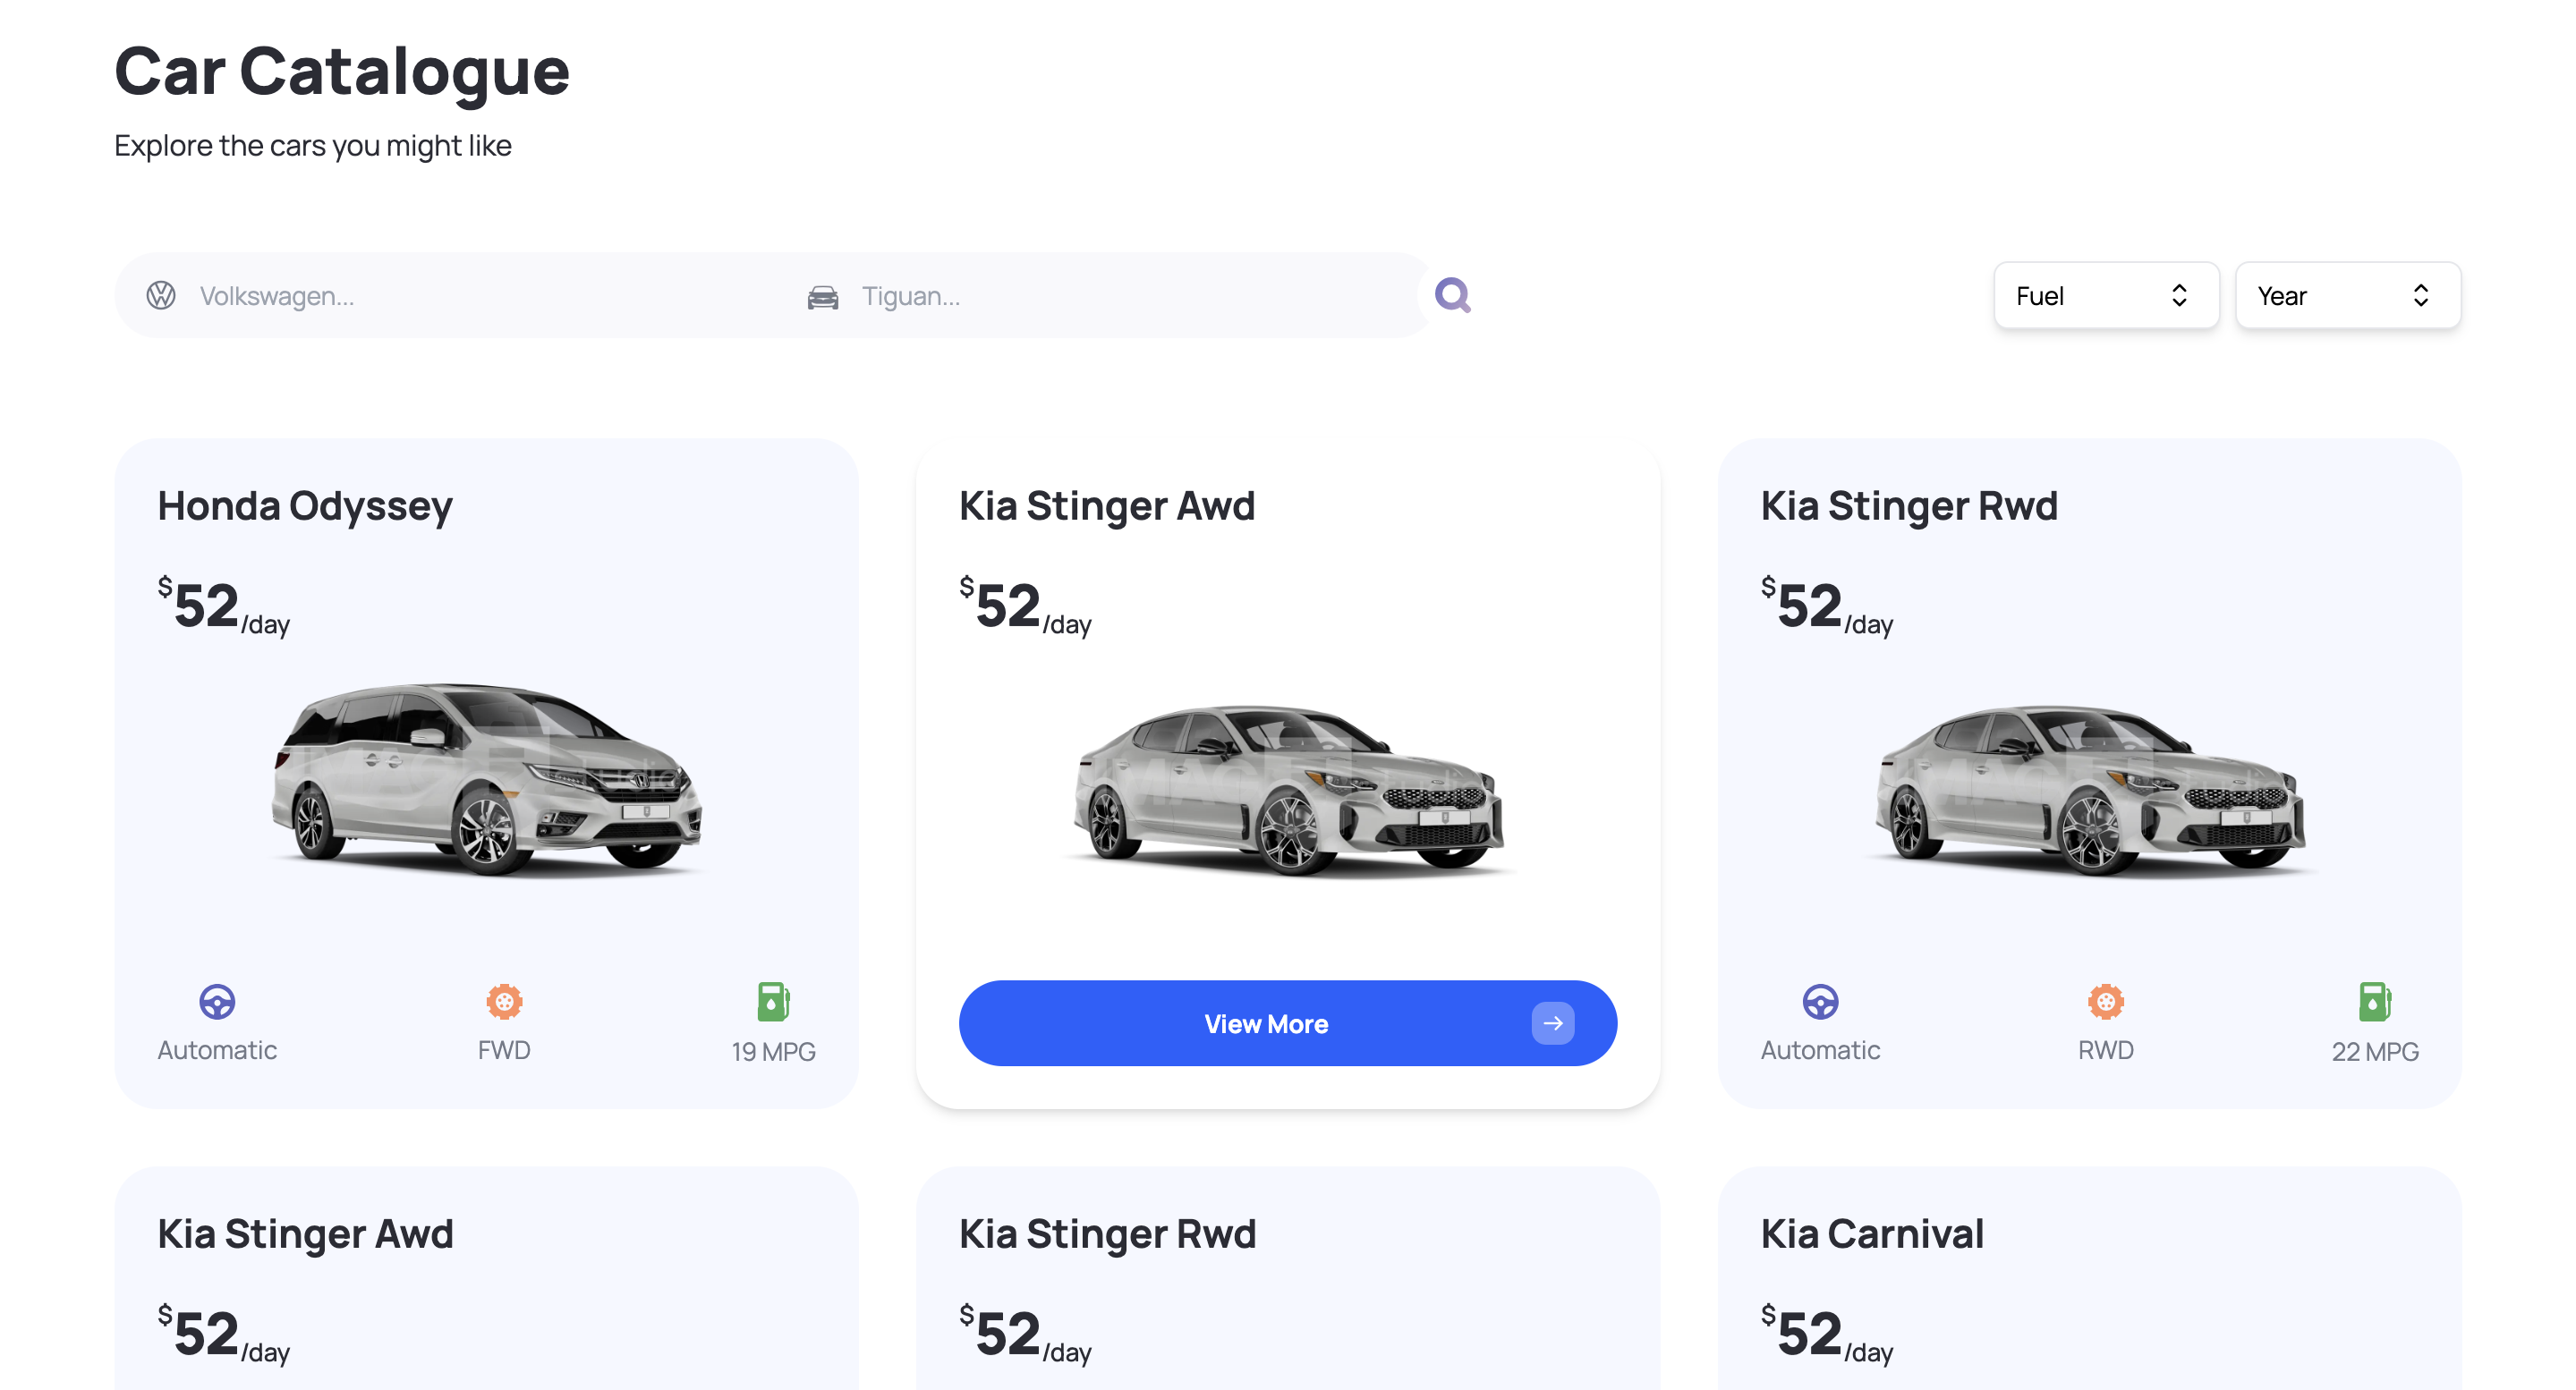 Car Catalogue
Explore the cars you might like
Volkswagen...
Tiguan...
Fuel
Year
Honda Odyssey
$52/day
Automatic
FWD
19 MPG
Kia Stinger Awd
$52/day
View More
Kia Stinger Rwd
$52/day
Automatic
RWD
22 MPG
Kia Stinger Awd
$52/day
Kia Stinger Rwd
$52/day
Kia Carnival
$52/day